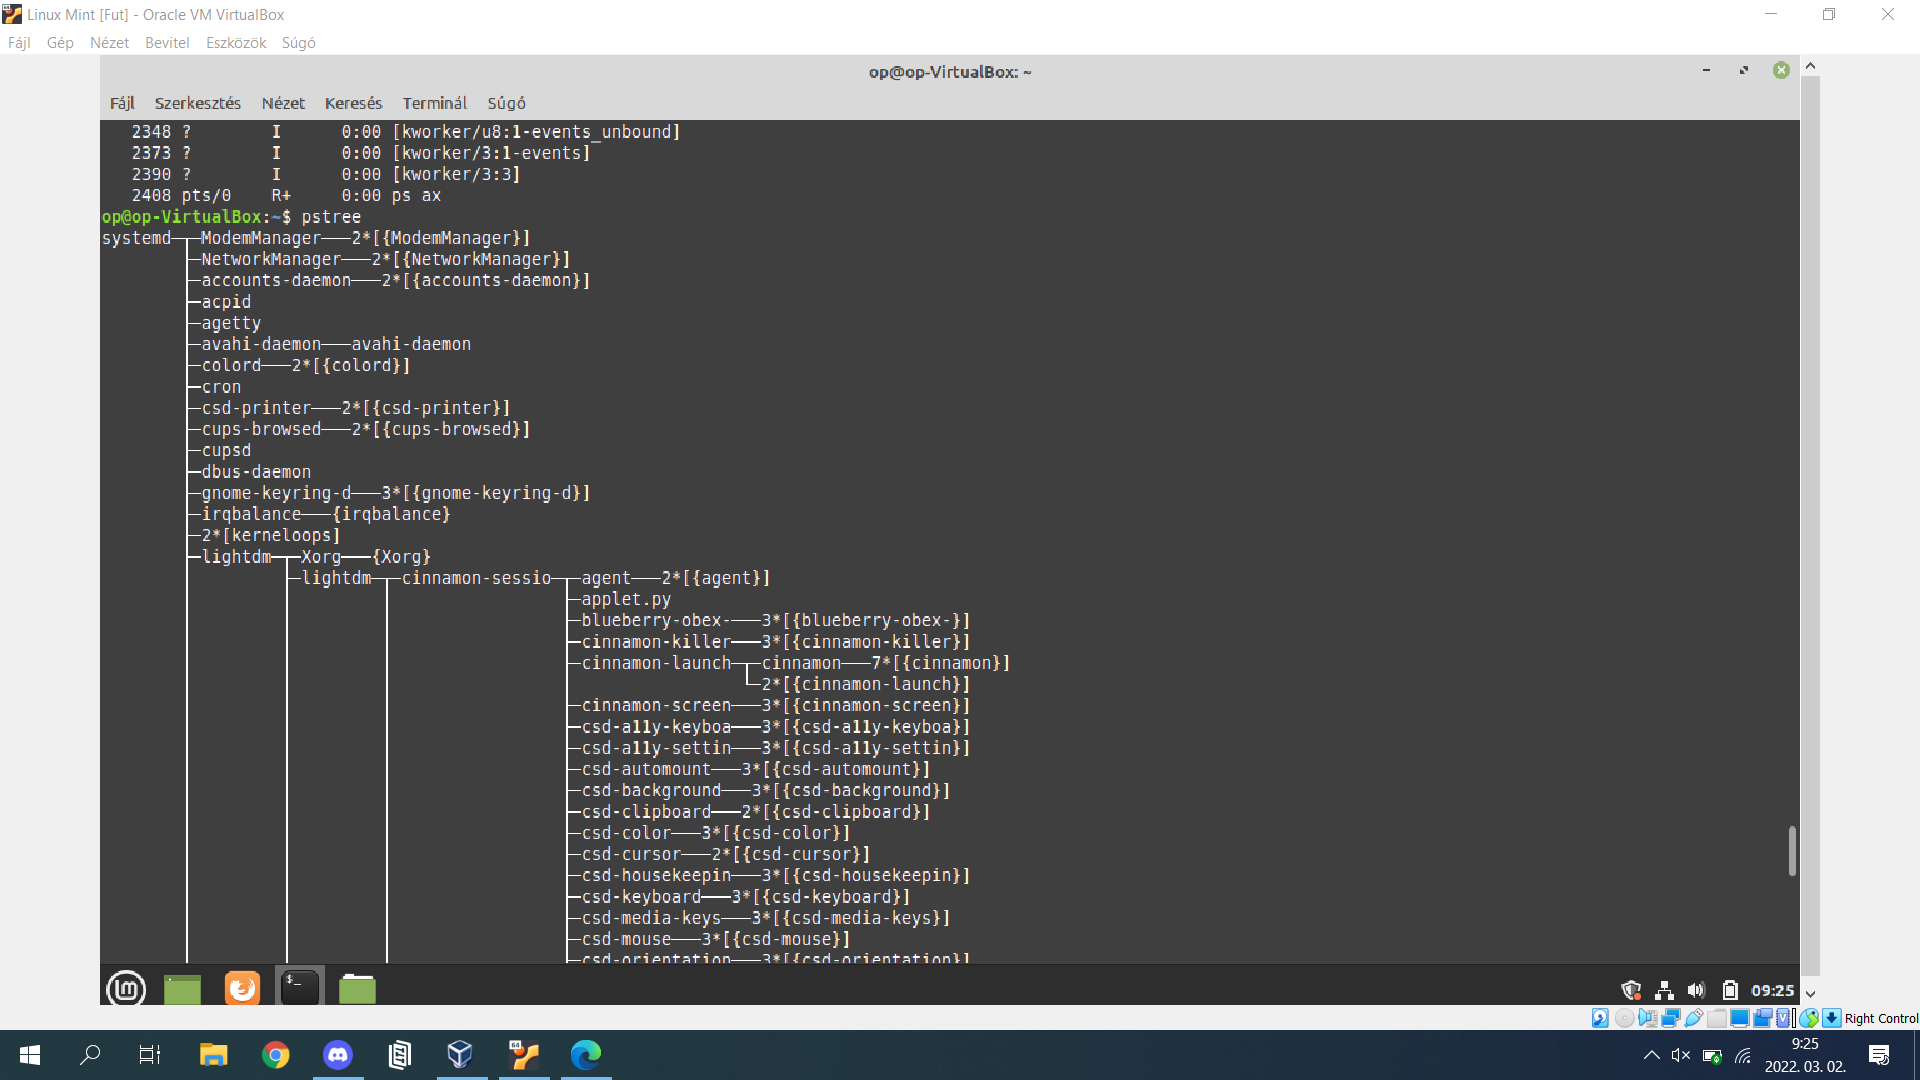 Linux Mint [Fut] - Oracle VM VirtualBox
Fájl Gép Nézet Bevitel Eszközök Súgó
op@op-VirtualBox: ~
Fájl Szerkesztés Nézet Keresés Terminál Súgó
2348 ? I 0:00 [kworker/u8:1-events_unbound]
2373 ? I 0:00 [kworker/3:1-events]
2390 ? I 0:00 [kworker/3:3]
2408 pts/0 R+ 0:00 ps ax
op@op-VirtualBox:~$ pstree
systemd─┬─ModemManager───2*[{ModemManager}]
├─NetworkManager───2*[{NetworkManager}]
├─accounts-daemon───2*[{accounts-daemon}]
├─acpid
├─agetty
├─avahi-daemon───avahi-daemon
├─colord───2*[{colord}]
├─cron
├─csd-printer───2*[{csd-printer}]
├─cups-browsed───2*[{cups-browsed}]
├─cupsd
├─dbus-daemon
├─gnome-keyring-d───3*[{gnome-keyring-d}]
├─irqbalance───{irqbalance}
├─2*[kerneloops]
├─lightdm─┬─Xorg───{Xorg}
│ ├─lightdm─┬─cinnamon-sessio─┬─agent───2*[{agent}]
│ │ │ ├─applet.py
│ │ │ ├─blueberry-obex-───3*[{blueberry-obex-}]
│ │ │ ├─cinnamon-killer───3*[{cinnamon-killer}]
│ │ │ ├─cinnamon-launch─┬─cinnamon───7*[{cinnamon}]
│ │ │ │ └─2*[{cinnamon-launch}]
│ │ │ ├─cinnamon-screen───3*[{cinnamon-screen}]
│ │ │ ├─csd-a11y-keyboa───3*[{csd-a11y-keyboa}]
│ │ │ ├─csd-a11y-settin───3*[{csd-a11y-settin}]
│ │ │ ├─csd-automount───3*[{csd-automount}]
│ │ │ ├─csd-background───3*[{csd-background}]
│ │ │ ├─csd-clipboard───2*[{csd-clipboard}]
│ │ │ ├─csd-color───3*[{csd-color}]
│ │ │ ├─csd-cursor───2*[{csd-cursor}]
│ │ │ ├─csd-housekeepin───3*[{csd-housekeepin}]
│ │ │ ├─csd-keyboard───3*[{csd-keyboard}]
│ │ │ ├─csd-media-keys───3*[{csd-media-keys}]
│ │ │ ├─csd-mouse───3*[{csd-mouse}]
│ │ │ ├─csd-orientation───3*[{csd-orientation}]
09:25
Right Control
9:25
2022. 03. 02.